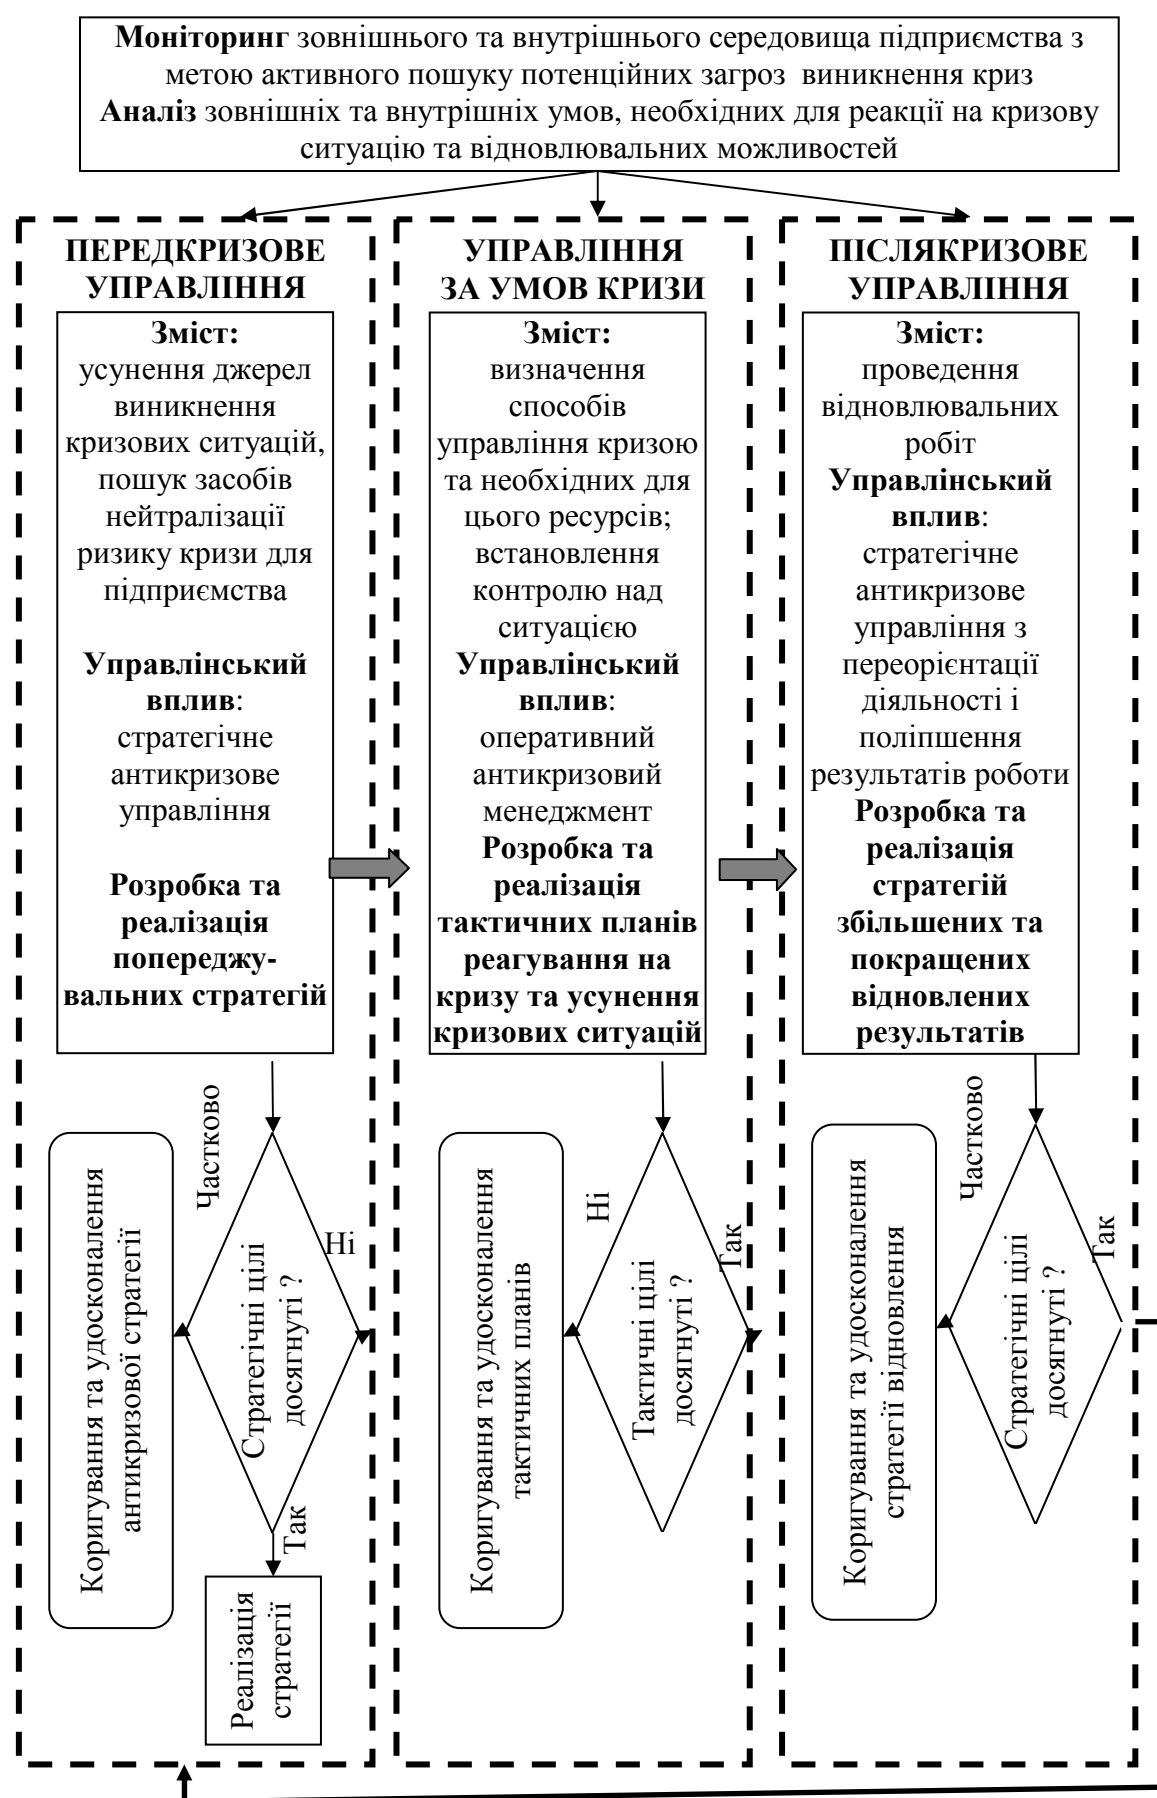 Моніторинг зовнішнього та внутрішнього середовища підприємства з
метою активного пошуку потенційних загроз виникнення криз
Аналіз зовнішніх та внутрішніх умов, необхідних для реакції на кризову
ситуацію та відновлювальних можливостей
ПЕРЕДКРИЗОВЕ
УПРАВЛІННЯ
Зміст:
усунення джерел
виникнення
кризових ситуацій,
пошук засобів
нейтралізації
ризику кризи для
підприємства
Управлінський
вплив:
стратегічне
антикризове
управління
Розробка та
реалізація
попереджу-
вальних стратегій
Частково
Ні
Стратегічні цілі
досягнуті ?
Так
Коригування та удосконалення
антикризової стратегії
Реалізація
стратегії
УПРАВЛІННЯ
ЗА УМОВ КРИЗИ
Зміст:
визначення
способів
управління кризою
та необхідних для
цього ресурсів;
встановлення
контролю над
ситуацією
Управлінський
вплив:
оперативний
антикризовий
менеджмент
Розробка та
реалізація
тактичних планів
реагування на
кризу та усунення
кризових ситуацій
Ні
Так
Тактичні цілі
досягнуті ?
Коригування та удосконалення
тактичних планів
ПІСЛЯКРИЗОВЕ
УПРАВЛІННЯ
Зміст:
проведення
відновлювальних
робіт
Управлінський
вплив:
стратегічне
антикризове
управління з
переорієнтації
діяльності і
поліпшення
результатів роботи
Розробка та
реалізація
стратегій
збільшених та
покращених
відновлених
результатів
Частково
Так
Стратегічні цілі
досягнуті ?
Коригування та удосконалення
стратегії відновлення